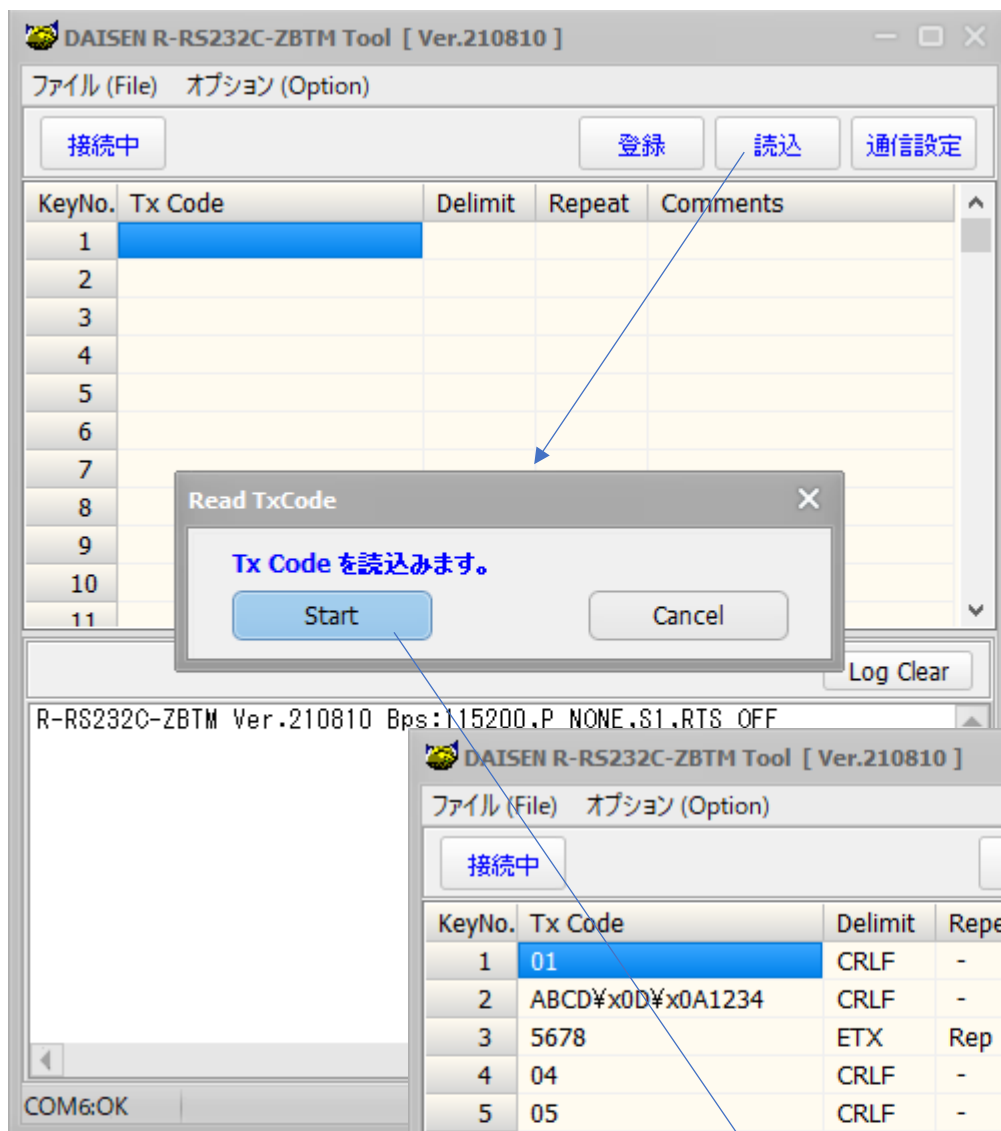 DAISEN R-RS232C-ZBTM Tool [ Ver.210810 ]
ファイル (File) オプション (Option)
接続中 登録 読込 通信設定
KeyNo. Tx Code Delimit Repeat Comments
1
2
3
4
5
6
7
8
9
10
11
Read TxCode
Tx Code を読込みます。
Start Cancel
Log Clear
R-RS232C-ZBTM Ver.210810 Bps:115200,P NONE,S1,RTS OFF
DAISEN R-RS232C-ZBTM Tool [ Ver.210810 ]
ファイル (File) オプション (Option)
接続中
KeyNo. Tx Code Delimit Repe
1 01 CRLF -
2 ABCD¥x0D¥x0A1234 CRLF -
3 5678 ETX Rep
4 04 CRLF -
5 05 CRLF -
COM6:OK